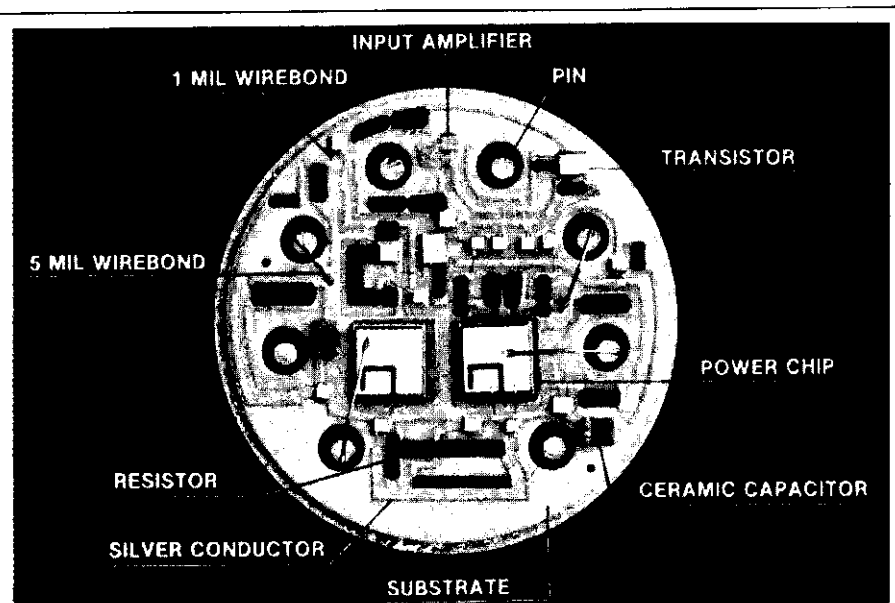 INPUT AMPLIFIER
1 MIL WIREBOND
PIN
TRANSISTOR
5 MIL WIREBOND
POWER CHIP
RESISTOR
CERAMIC CAPACITOR
SILVER CONDUCTOR
SUBSTRATE